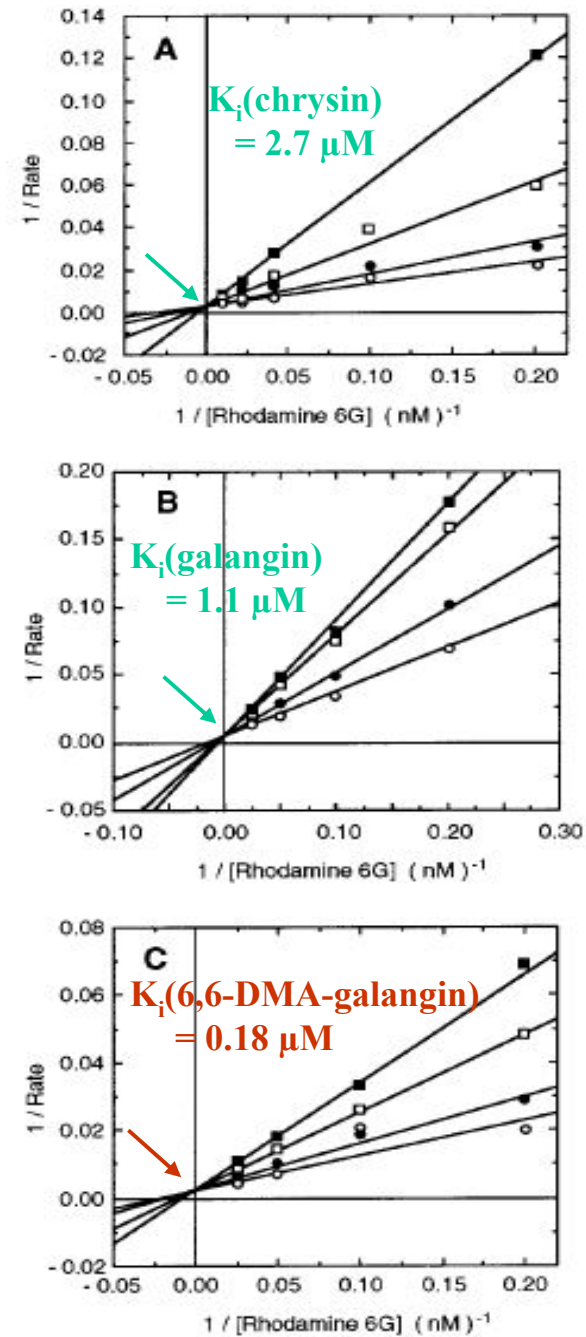 A
K_i(chrysin)
= 2.7 µM
1 / Rate
0.14
0.12
0.10
0.08
0.06
0.04
0.02
0.00
- 0.02
- 0.05 0.00 0.05 0.10 0.15 0.20
1 / [Rhodamine 6G] ( nM )⁻¹
B
K_i(galangin)
= 1.1 µM
1 / Rate
0.20
0.15
0.10
0.05
0.00
- 0.05
- 0.10 0.00 0.10 0.20 0.30
1 / [Rhodamine 6G] ( nM )⁻¹
C
K_i(6,6-DMA-galangin)
= 0.18 µM
1 / Rate
0.08
0.06
0.04
0.02
0.00
- 0.02
- 0.05 0.00 0.05 0.10 0.15 0.20
1 / [Rhodamine 6G] ( nM )⁻¹